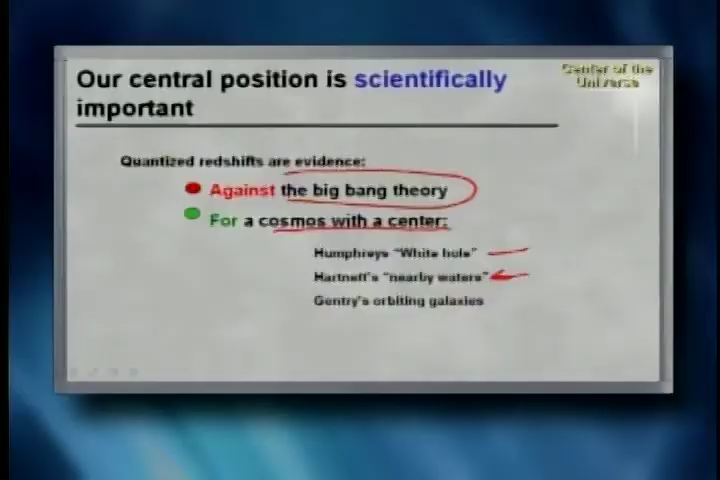 Our central position is scientifically
important
Center of the
Universe
Quantized redshifts are evidence:
Against the big bang theory
For a cosmos with a center:
Humphreys "White hole"
Hartnett's "nearby waters"
Gentry's orbiting galaxies